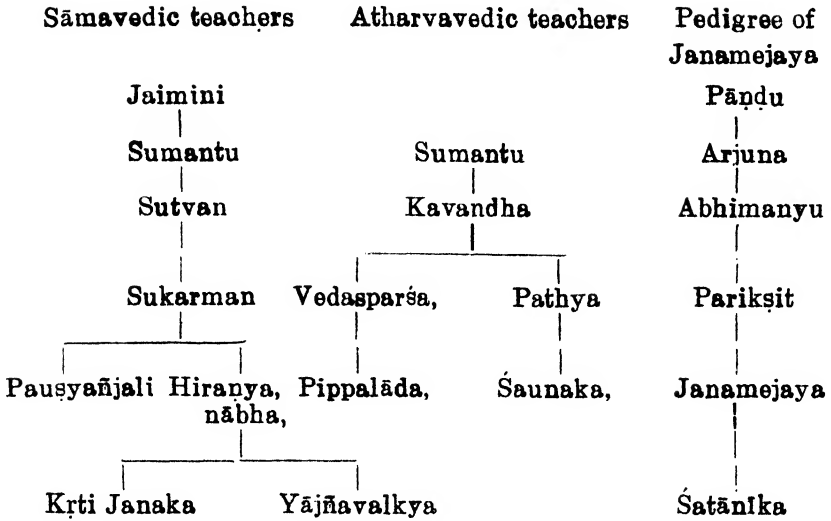 Sāmavedic teachers Atharvavedic teachers Pedigree of
Janamejaya
Jaimini Pāṇḍu
Sumantu Sumantu Arjuna
Sutvan Kavandha Abhimanyu
Sukarman Vedasparśa, Pathya Parikṣit
Pauṣyañjali Hiraṇya, Pippalāda, Śaunaka, Janamejaya
nābha,
Kṛti Janaka Yājñavalkya Śatānīka